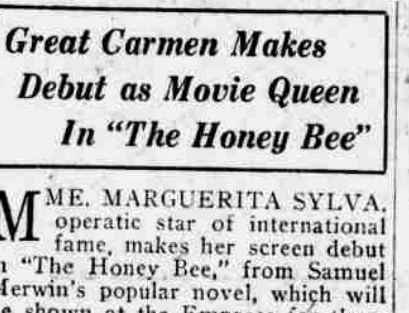 Great Carmen Makes
Debut as Movie Queen
In "The Honey Bee"
MME. MARGUERITA SYLVA,
operatic star of international
fame, makes her screen debut
"The Honey Bee," from Samuel
Merwin's popular novel, which will
shown at the Empress for